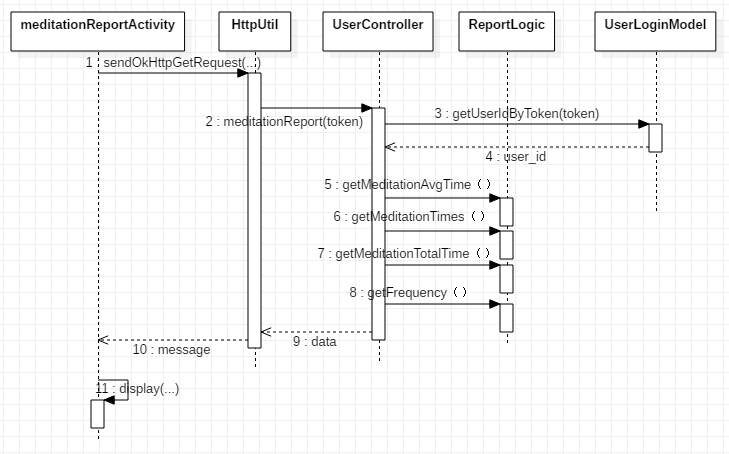 meditationReportActivity
HttpUtil
UserController
ReportLogic
UserLoginModel
1 : sendOkHttpGetRequest(...)
2 : meditationReport(token)
3 : getUserIdByToken(token)
4 : user_id
5 : getMeditationAvgTime（）
6 : getMeditationTimes（）
7 : getMeditationTotalTime（）
8 : getFrequency（）
9 : data
10 : message
11 : display(...)